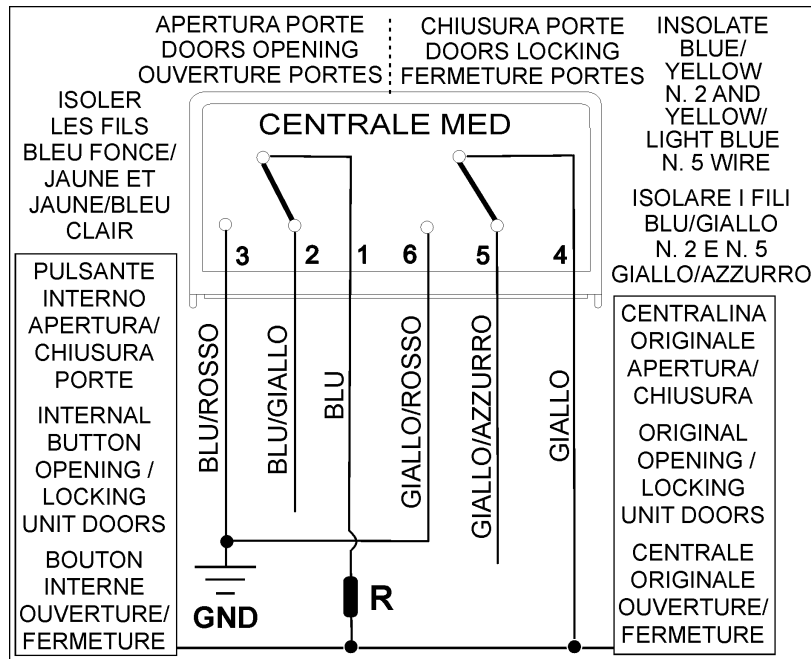 APERTURA PORTE
DOORS OPENING
OUVERTURE PORTES
CHIUSURA PORTE
DOORS LOCKING
FERMETURE PORTES
INSOLATE
BLUE/
YELLOW
N. 2 AND
YELLOW/
LIGHT BLUE
N. 5 WIRE
ISOLER
LES FILS
BLEU FONCE/
JAUNE ET
JAUNE/BLEU
CLAIR
CENTRALE MED
ISOLARE I FILI
BLU/GIALLO
N. 2 E N. 5
GIALLO/AZZURRO
3 2 1 6 5 4
PULSANTE
INTERNO
APERTURA/
CHIUSURA
PORTE
INTERNAL
BUTTON
OPENING /
LOCKING
UNIT DOORS
BOUTON
INTERNE
OUVERTURE/
FERMETURE
BLU/ROSSO
BLU/GIALLO
BLU
GIALLO/ROSSO
GIALLO/AZZURRO
GIALLO
GND
R
CENTRALINA
ORIGINALE
APERTURA/
CHIUSURA
ORIGINAL
OPENING /
LOCKING
UNIT DOORS
CENTRALE
ORIGINALE
OUVERTURE/
FERMETURE